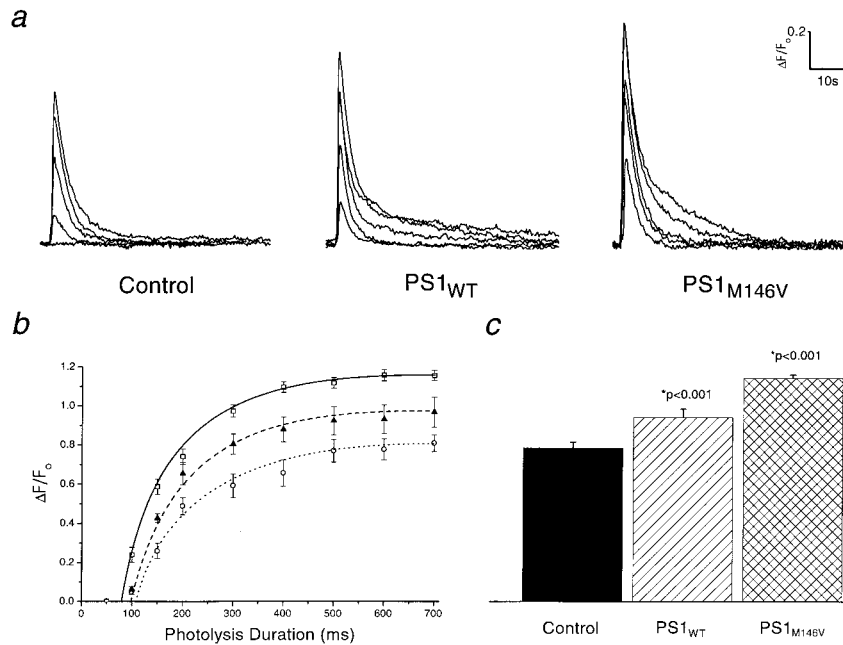 a
0.2
ΔF/Fo
10s
Control
PS1WT
PS1M146V
b
1.2
1.0
0.8
0.6
0.4
0.2
0.0
ΔF/Fo
0 100 200 300 400 500 600 700
Photolysis Duration (ms)
c
*p<0.001
*p<0.001
Control
PS1WT
PS1M146V